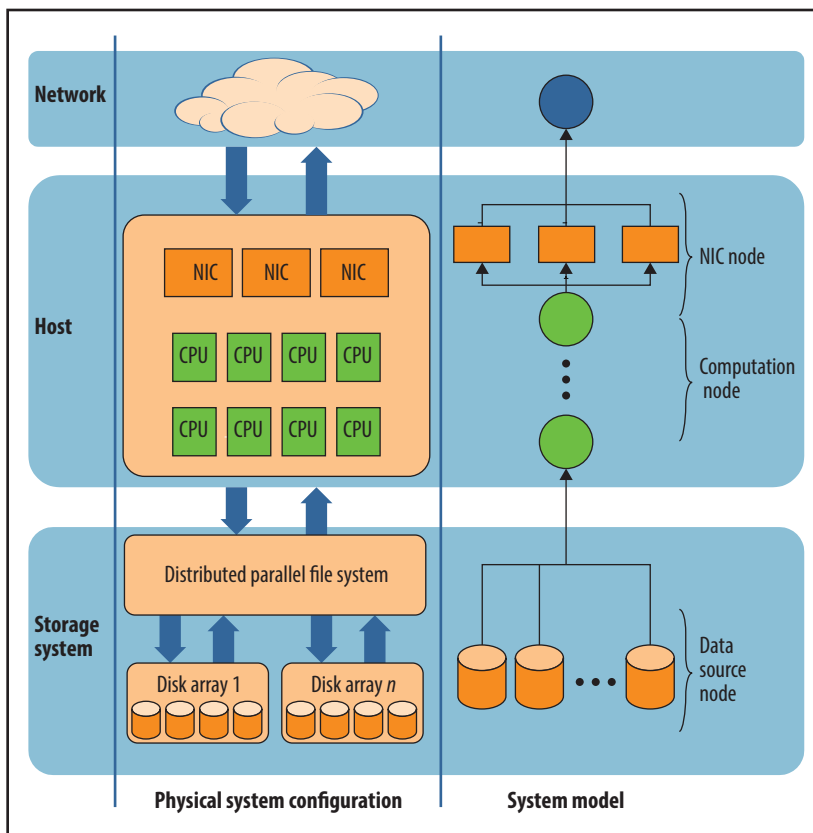 Network
Host
NIC NIC NIC
CPU CPU CPU CPU
CPU CPU CPU CPU
NIC node
Computation
node
Storage
system
Distributed parallel file system
Disk array 1
Disk array n
Data
source
node
Physical system configuration
System model